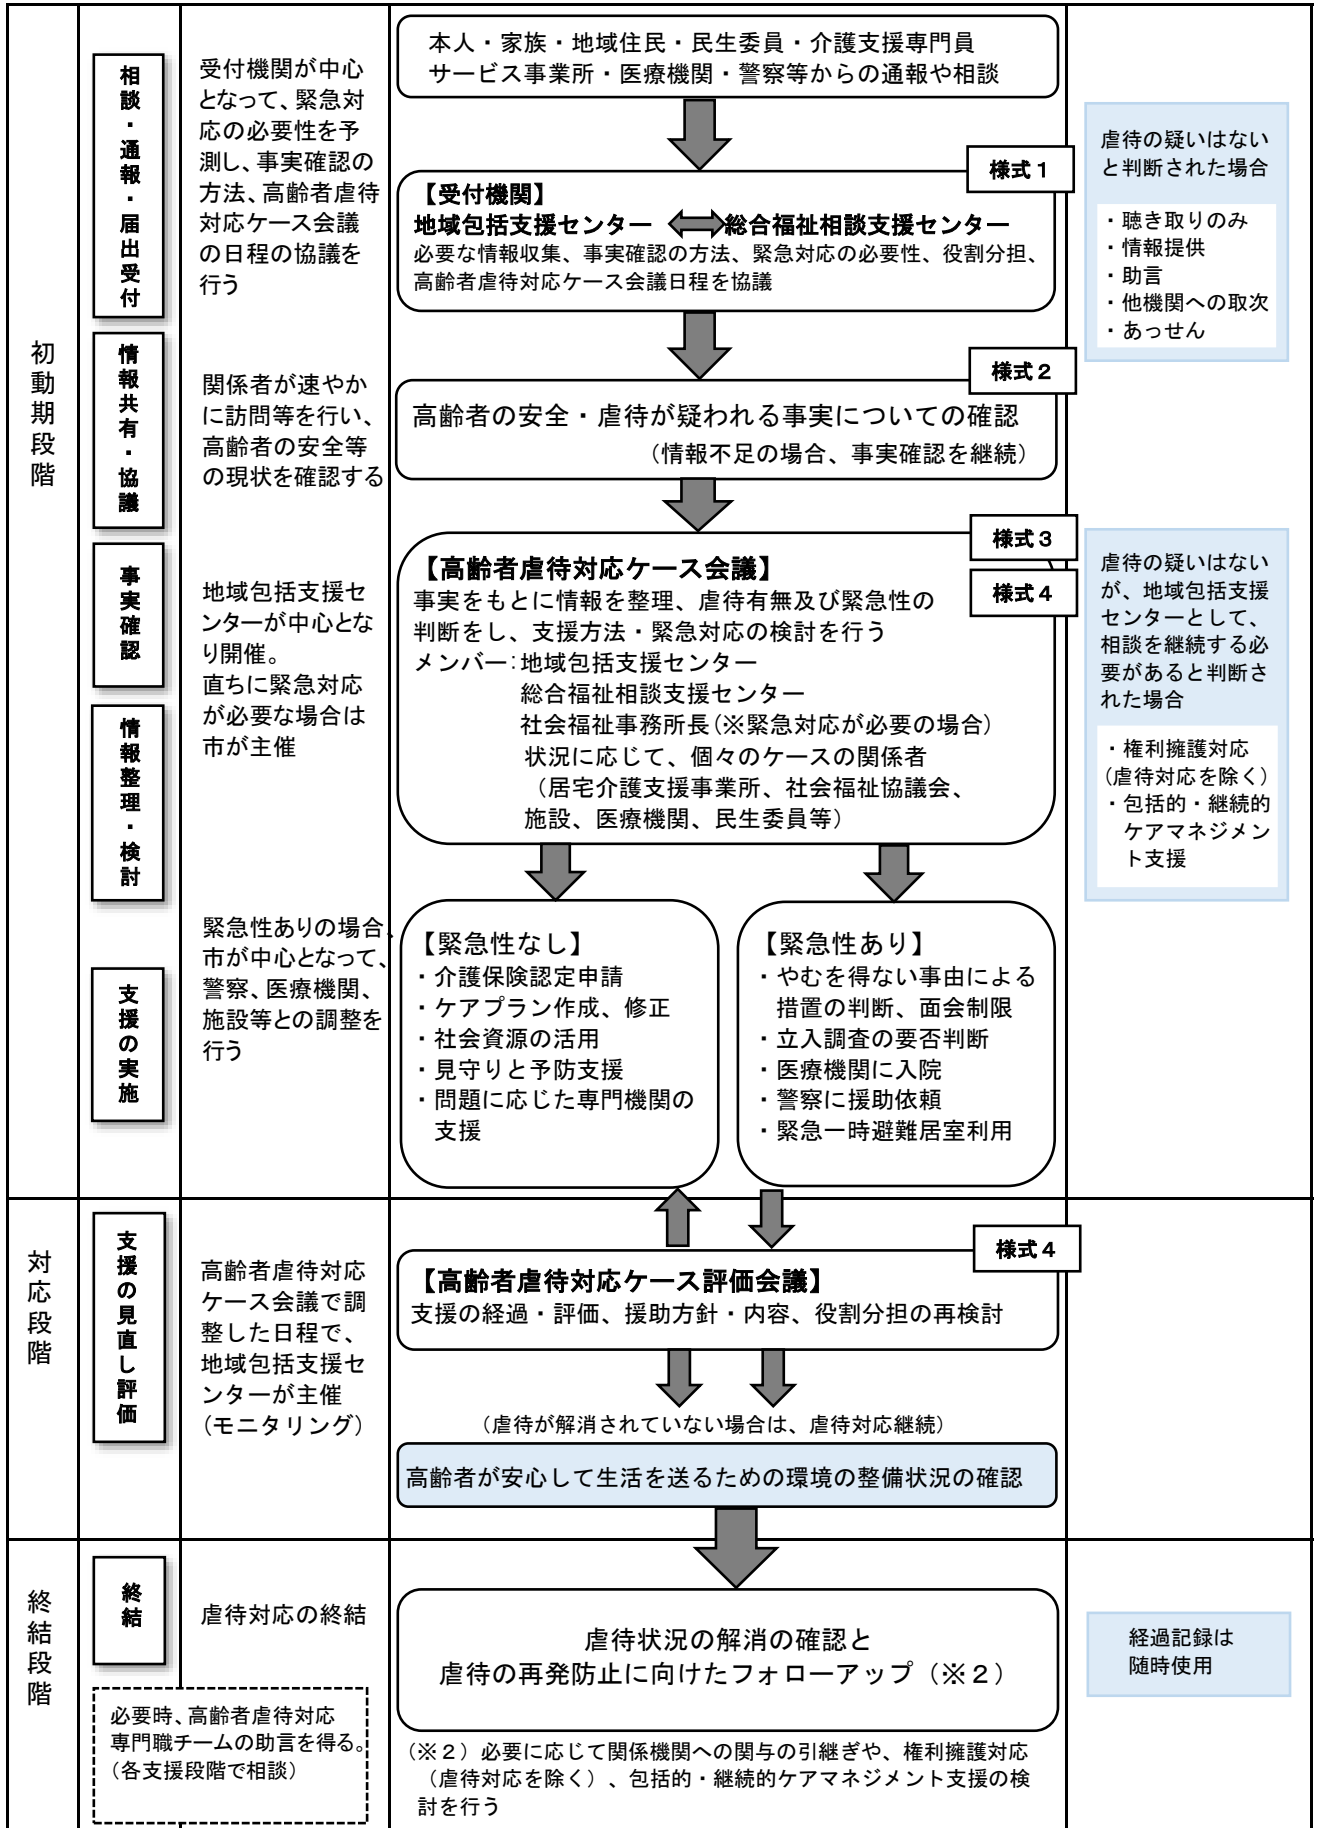 初動期段階
相談・通報・届出受付
受付機関が中心
となって、緊急対
応の必要性を予
測し、事実確認の
方法、高齢者虐待
対応ケース会議
の日程の協議を
行う
本人・家族・地域住民・民生委員・介護支援専門員
サービス事業所・医療機関・警察等からの通報や相談
様式１
【受付機関】
地域包括支援センター　総合福祉相談支援センター
必要な情報収集、事実確認の方法、緊急対応の必要性、役割分担、
高齢者虐待対応ケース会議日程を協議
虐待の疑いはない
と判断された場合
・聴き取りのみ
・情報提供
・助言
・他機関への取次
・あっせん
情報共有・協議
関係者が速やか
に訪問等を行い、
高齢者の安全等
の現状を確認する
様式２
高齢者の安全・虐待が疑われる事実についての確認
（情報不足の場合、事実確認を継続）
事実確認
地域包括支援セ
ンターが中心とな
り開催。
直ちに緊急対応
が必要な場合は
市が主催
様式３
様式４
【高齢者虐待対応ケース会議】
事実をもとに情報を整理、虐待有無及び緊急性の
判断をし、支援方法・緊急対応の検討を行う
メンバー：地域包括支援センター
総合福祉相談支援センター
社会福祉事務所長（※緊急対応が必要の場合）
状況に応じて、個々のケースの関係者
（居宅介護支援事業所、社会福祉協議会、
施設、医療機関、民生委員等）
虐待の疑いはない
が、地域包括支援
センターとして、
相談を継続する必
要があると判断さ
れた場合
・権利擁護対応
（虐待対応を除く）
・包括的・継続的
ケアマネジメン
ト支援
情報整理・検討
支援の実施
緊急性ありの場合、
市が中心となって、
警察、医療機関、
施設等との調整を
行う
【緊急性なし】
・介護保険認定申請
・ケアプラン作成、修正
・社会資源の活用
・見守りと予防支援
・問題に応じた専門機関の
支援
【緊急性あり】
・やむを得ない事由による
措置の判断、面会制限
・立入調査の要否判断
・医療機関に入院
・警察に援助依頼
・緊急一時避難居室利用
対応段階
支援の見直し評価
高齢者虐待対応
ケース会議で調
整した日程で、
地域包括支援セ
ンターが主催
（モニタリング）
様式４
【高齢者虐待対応ケース評価会議】
支援の経過・評価、援助方針・内容、役割分担の再検討
（虐待が解消されていない場合は、虐待対応継続）
高齢者が安心して生活を送るための環境の整備状況の確認
終結段階
終結
虐待対応の終結
虐待状況の解消の確認と
虐待の再発防止に向けたフォローアップ（※２）
経過記録は
随時使用
必要時、高齢者虐待対応
専門職チームの助言を得る。
（各支援段階で相談）
（※２）必要に応じて関係機関への関与の引継ぎや、権利擁護対応
（虐待対応を除く）、包括的・継続的ケアマネジメント支援の検
討を行う